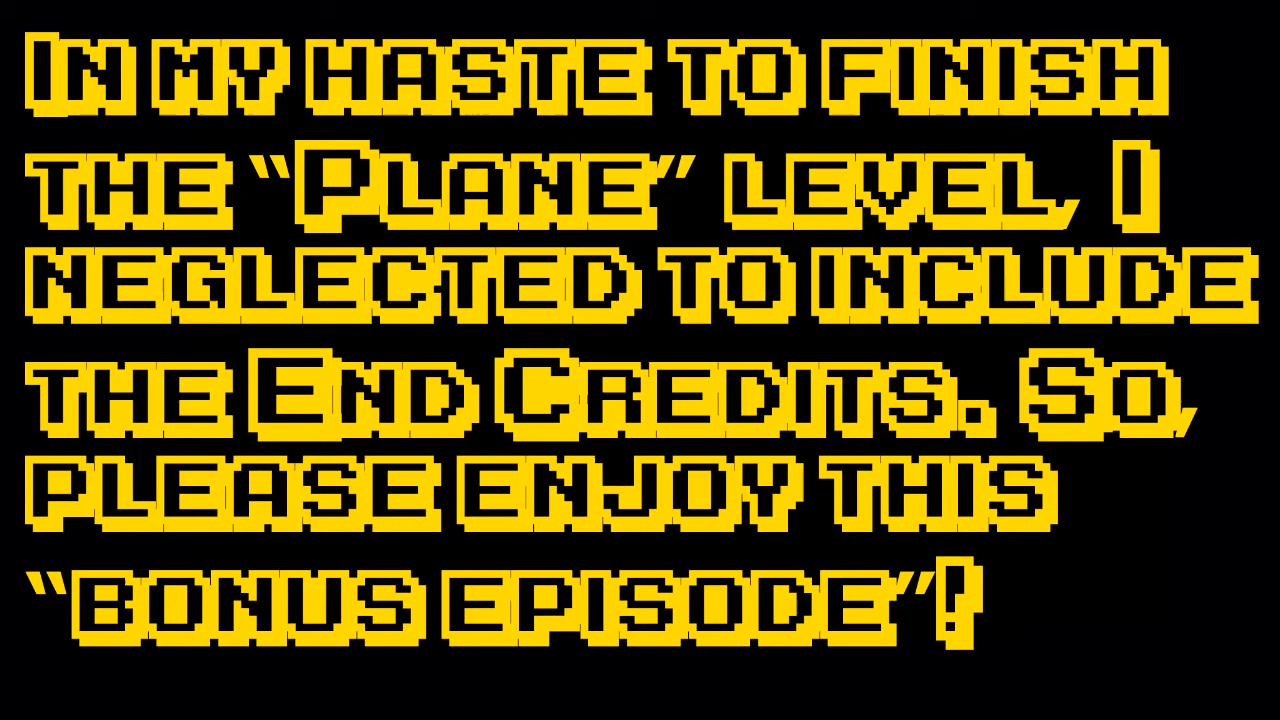 In my haste to finish
the “Plane” level, I
neglected to include
the End Credits. So,
please enjoy this
“bonus episode”!